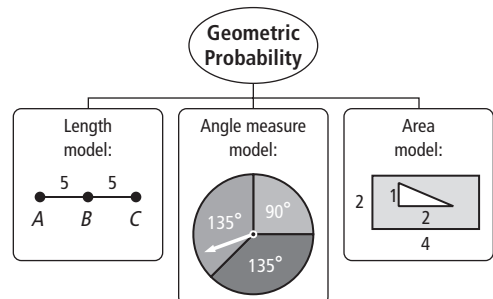 Geometric
Probability
Length
model:
5 5
A B C
Angle measure
model:
135° 90°
135°
Area
model:
2
1
2
4